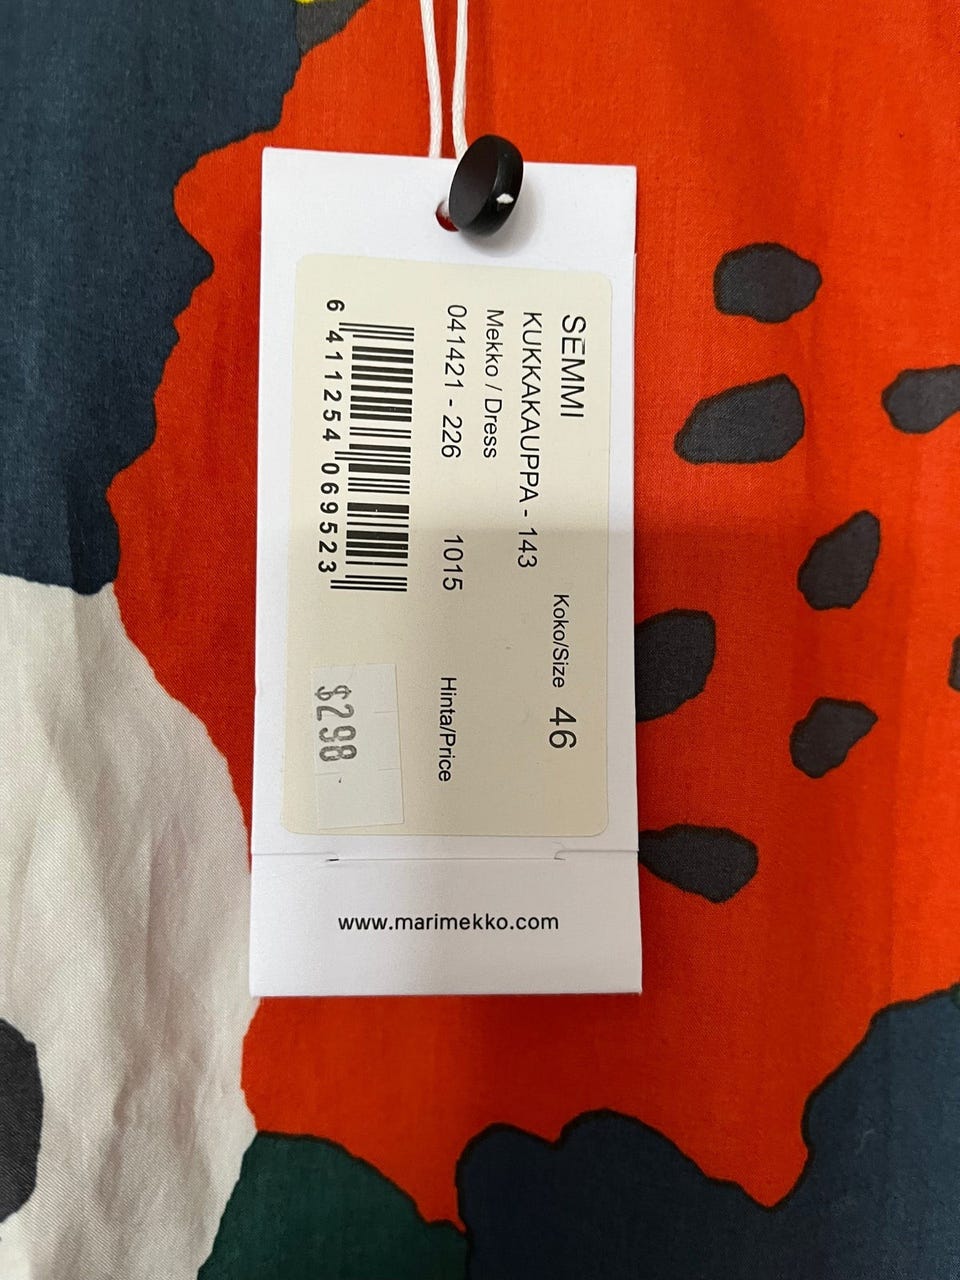 SEMMI
Koko/Size 46
KUKKAKAUPPA - 143
Mekko / Dress
041421 - 226 1015 Hinta/Price
6 411254 069523
$298
www.marimekko.com